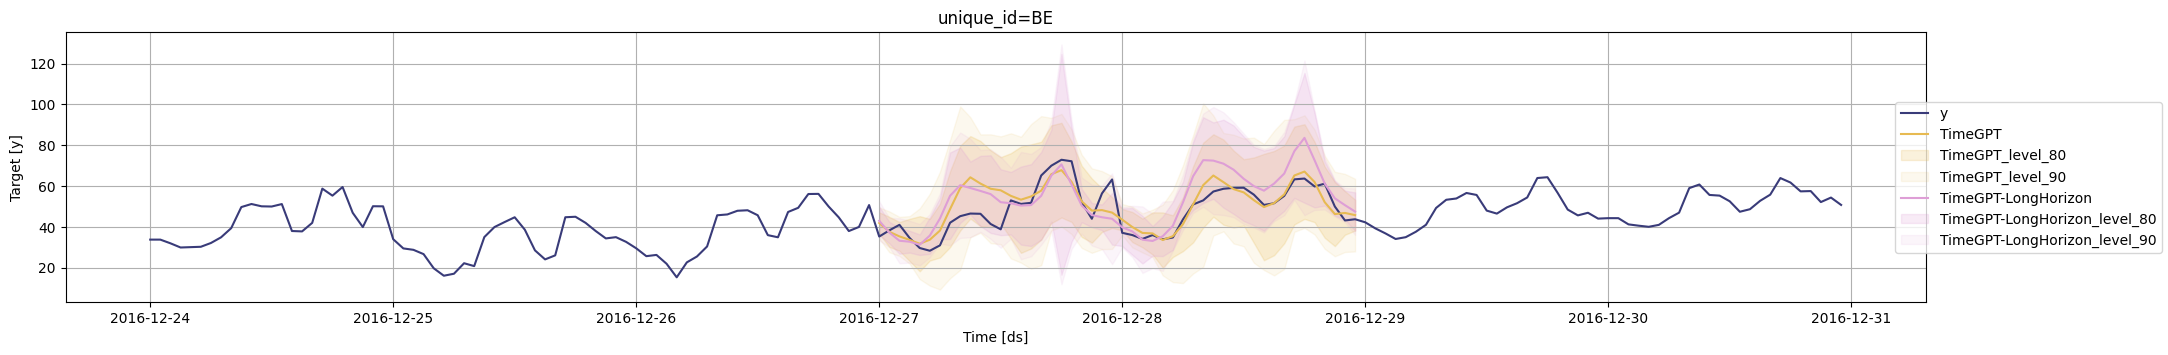 unique_id=BE
Target [y]
120
100
80
60
40
20
2016-12-24
2016-12-25
2016-12-26
2016-12-27
2016-12-28
2016-12-29
2016-12-30
2016-12-31
Time [ds]
y
TimeGPT
TimeGPT_level_80
TimeGPT_level_90
TimeGPT-LongHorizon
TimeGPT-LongHorizon_level_80
TimeGPT-LongHorizon_level_90